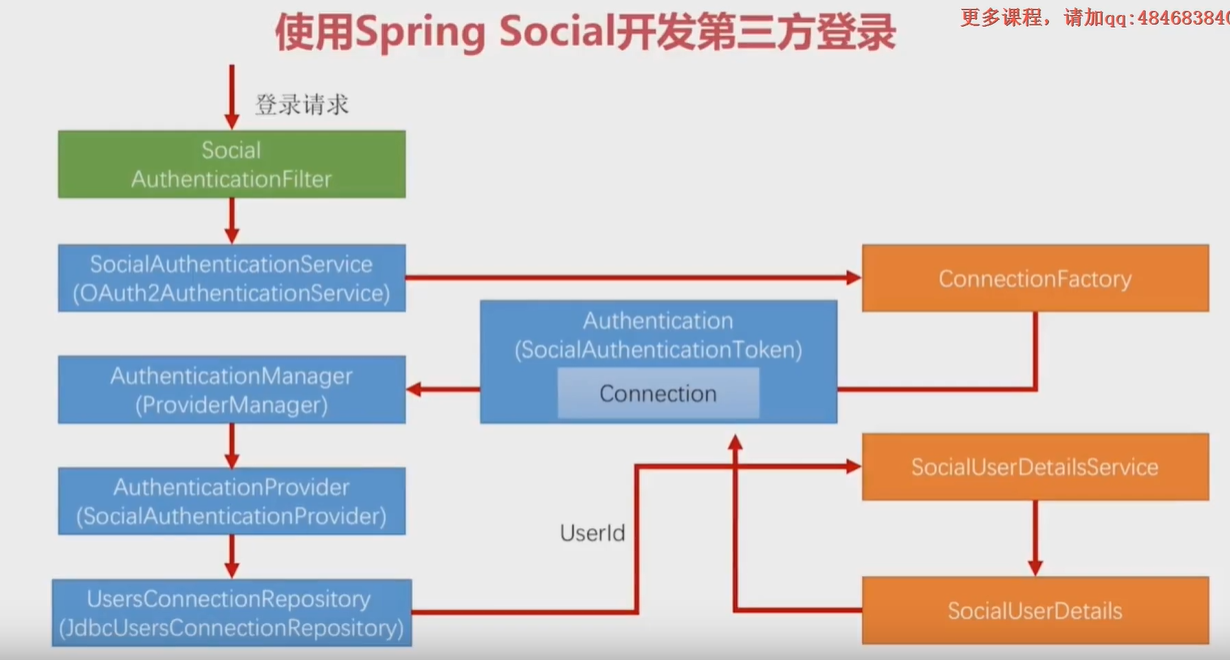 使用Spring Social开发第三方登录
更多课程，请加qq:48468384
登录请求
Social
AuthenticationFilter
SocialAuthenticationService
(OAuth2AuthenticationService)
ConnectionFactory
Authentication
(SocialAuthenticationToken)
Connection
AuthenticationManager
(ProviderManager)
AuthenticationProvider
(SocialAuthenticationProvider)
SocialUserDetailsService
UserId
UsersConnectionRepository
(JdbcUsersConnectionRepository)
SocialUserDetails